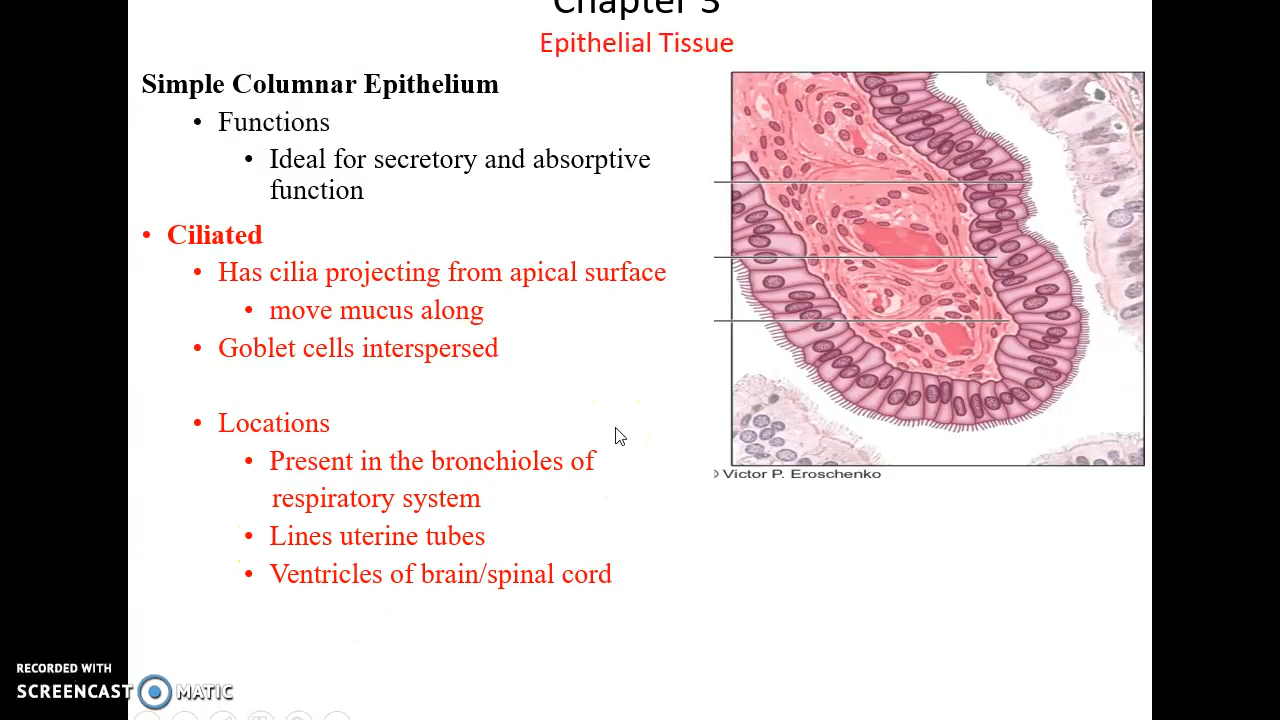 Chapter 3
Epithelial Tissue
Simple Columnar Epithelium
• Functions
• Ideal for secretory and absorptive
function
• Ciliated
• Has cilia projecting from apical surface
• move mucus along
• Goblet cells interspersed
• Locations
• Present in the bronchioles of
respiratory system
• Lines uterine tubes
• Ventricles of brain/spinal cord
© Victor P. Eroschenko
RECORDED WITH
SCREENCAST MATIC